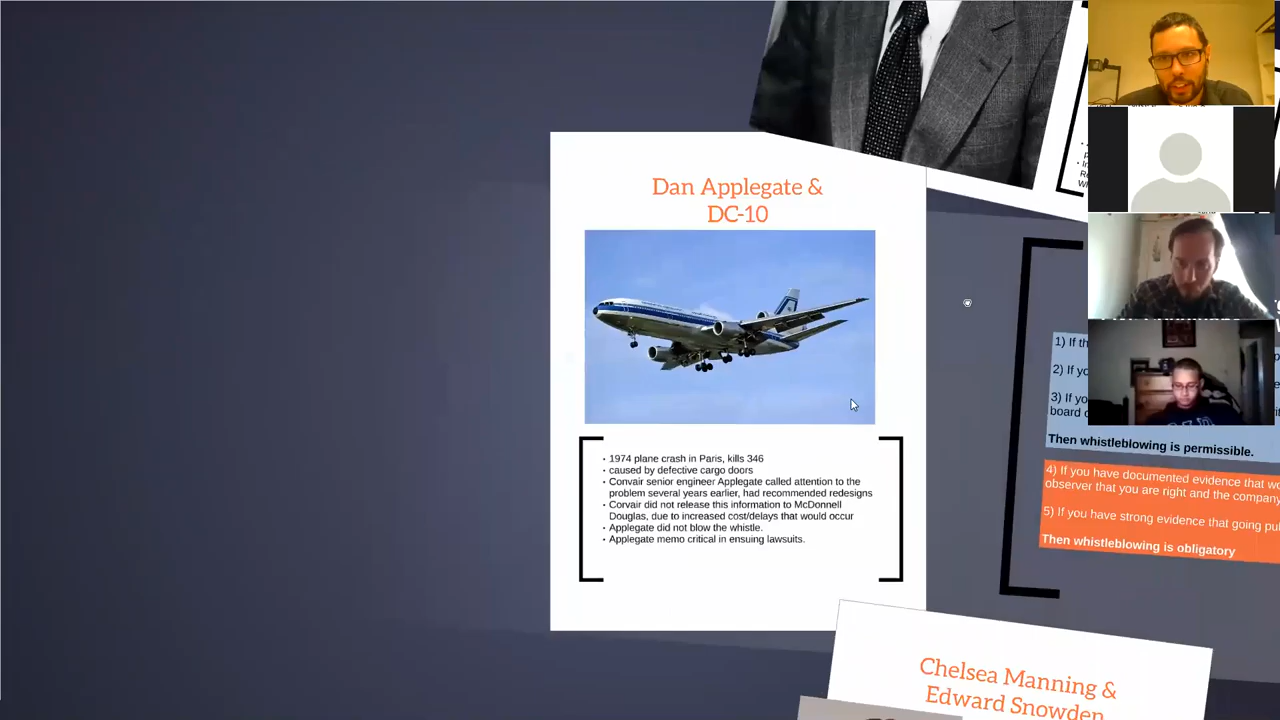 Dan Applegate &
DC-10
• 1974 plane crash in Paris, kills 346
• caused by defective cargo doors
• Convair senior engineer Applegate called attention to the
problem several years earlier, had recommended redesigns
• Corvair did not release this information to McDonnell
Douglas, due to increased cost/delays that would occur
• Applegate did not blow the whistle.
• Applegate memo critical in ensuing lawsuits.
1) If th
2) If yo
3) If yo
board
Then whistleblowing is permissible.
4) If you have documented evidence that wo
observer that you are right and the company
5) If you have strong evidence that going pu
Then whistleblowing is obligatory
Chelsea Manning &
Edward Snowden